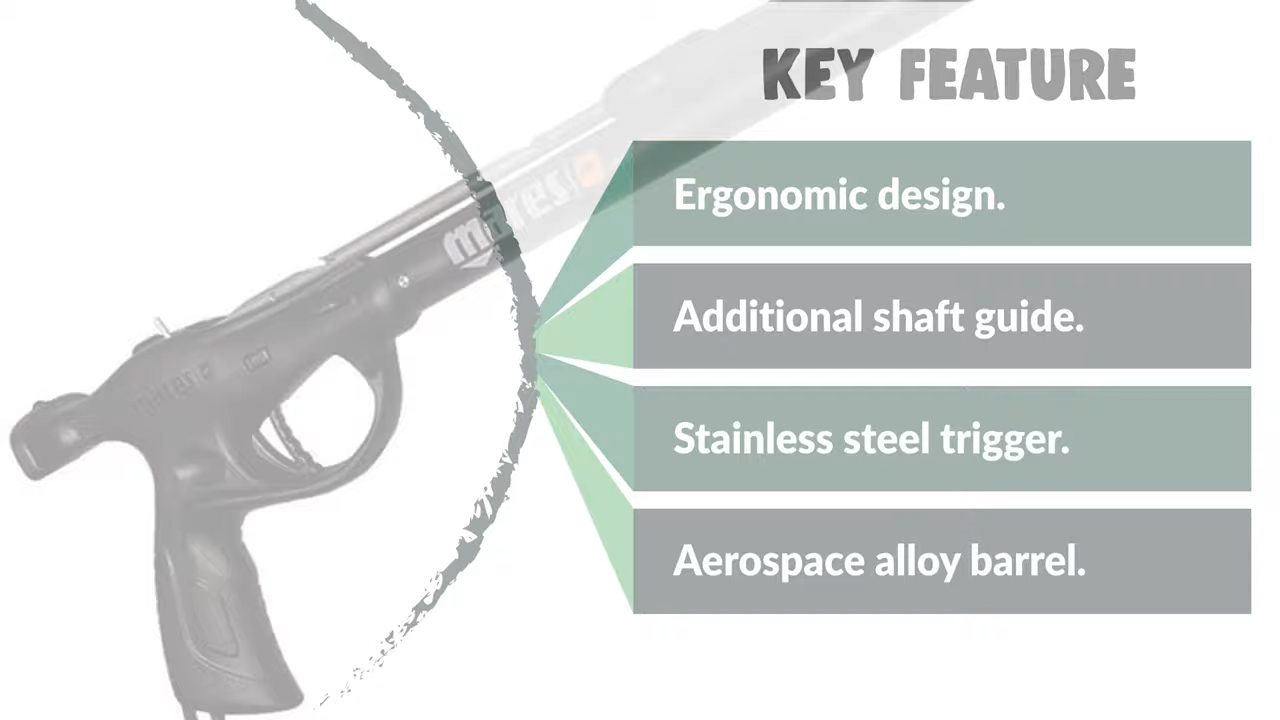 KEY FEATURE
mares
Ergonomic design.
Additional shaft guide.
Stainless steel trigger.
Aerospace alloy barrel.